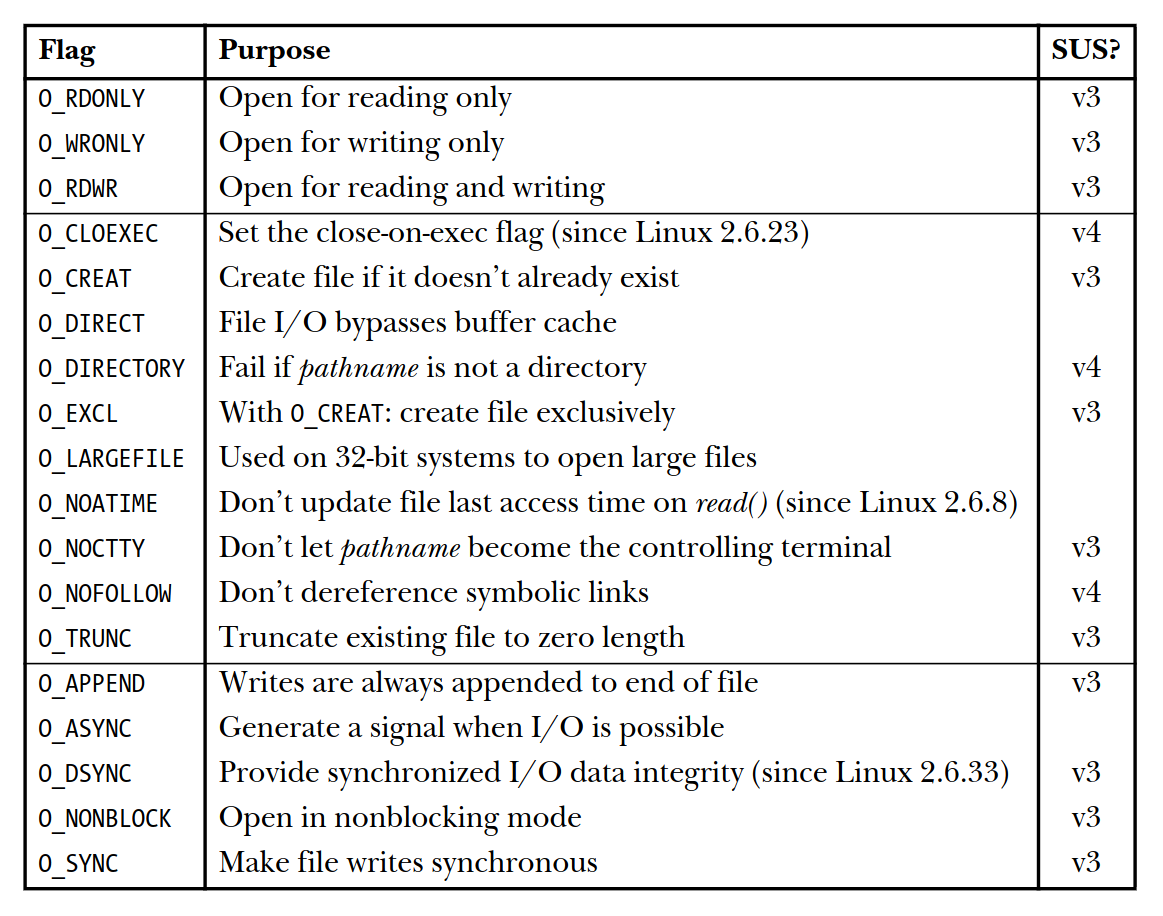 Flag Purpose SUS?
O_RDONLY Open for reading only v3
O_WRONLY Open for writing only v3
O_RDWR Open for reading and writing v3
O_CLOEXEC Set the close-on-exec flag (since Linux 2.6.23) v4
O_CREAT Create file if it doesn’t already exist v3
O_DIRECT File I/O bypasses buffer cache
O_DIRECTORY Fail if pathname is not a directory v4
O_EXCL With O_CREAT: create file exclusively v3
O_LARGEFILE Used on 32-bit systems to open large files
O_NOATIME Don’t update file last access time on read() (since Linux 2.6.8)
O_NOCTTY Don’t let pathname become the controlling terminal v3
O_NOFOLLOW Don’t dereference symbolic links v4
O_TRUNC Truncate existing file to zero length v3
O_APPEND Writes are always appended to end of file v3
O_ASYNC Generate a signal when I/O is possible
O_DSYNC Provide synchronized I/O data integrity (since Linux 2.6.33) v3
O_NONBLOCK Open in nonblocking mode v3
O_SYNC Make file writes synchronous v3